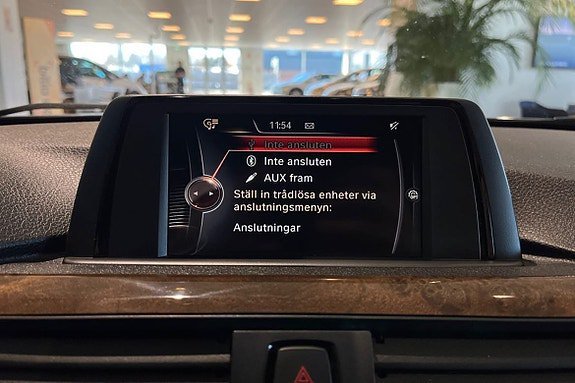 11:54
Inte ansluten
Inte ansluten
AUX fram
Ställ in trådlösa enheter via
anslutningsmenyn:
Anslutningar